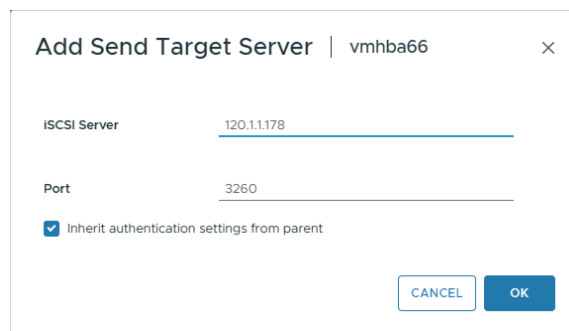 Add Send Target Server | vmhba66
iSCSI Server 120.1.1.178
Port 3260
Inherit authentication settings from parent
CANCEL OK